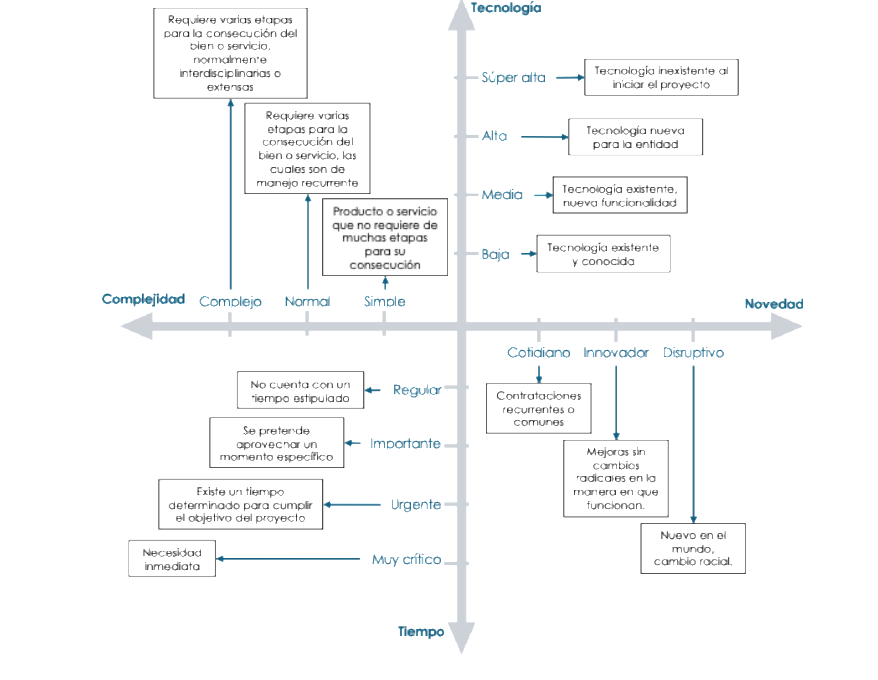 Tecnología
Requiere varias etapas
para la consecución del
bien o servicio,
normalmente
interdisciplinarias o
extensas
Requiere varias
etapas para la
consecución del
bien o servicio, las
cuales son de
manejo recurrente
Producto o servicio
que no requiere de
muchas etapas
para su
consecución
Súper alta
Tecnología inexistente al
iniciar el proyecto
Alta
Tecnología nueva
para la entidad
Media
Tecnología existente,
nueva funcionalidad
Baja
Tecnología existente
y conocida
Complejidad
Complejo
Normal
Simple
Novedad
Cotidiano
Innovador
Disruptivo
Contrataciones
recurrentes o
comunes
Mejoras sin
cambios
radicales en la
manera en que
funcionan.
Nuevo en el
mundo,
cambio racial.
No cuenta con un
tiempo estipulado
Regular
Se pretende
aprovechar un
momento específico
Importante
Existe un tiempo
determinado para cumplir
el objetivo del proyecto
Urgente
Necesidad
inmediata
Muy crítico
Tiempo